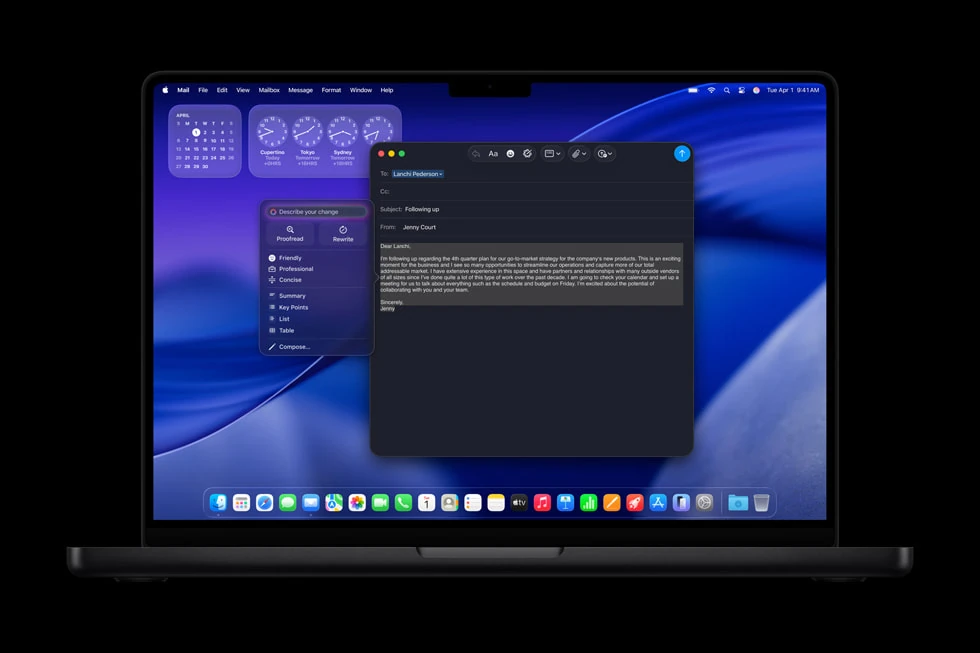 Mail File Edit View Mailbox Message Format Window Help
Tue Apr 1 9:41 AM
APRIL
S M T W T F S
1 2 3 4 5
6 7 8 9 10 11 12
13 14 15 16 17 18 19
20 21 22 23 24 25 26
27 28 29 30
Cupertino Tokyo Sydney
Today Tomorrow Tomorrow
+0HRS +16HRS +18HRS
Aa
To: Lanchi Pederson
Cc:
Subject: Following up
From: Jenny Court
Describe your change
Proofread Rewrite
Friendly
Professional
Concise
Summary
Key Points
List
Table
Compose...
Dear Lanchi,
I'm following up regarding the 4th quarter plan for our go-to-market strategy for the company's new products. This is an exciting
moment for the business and I see so many opportunities to streamline our operations and capture more of our total
addressable market. I have extensive experience in this space and have partners and relationships with many outside vendors
of all sizes since I've done quite a lot of this type of work over the past decade. I am going to check your calendar and set up a
meeting for us to talk about everything such as the schedule and budget on Friday. I'm excited about the potential of
collaborating with you and your team.
Sincerely,
Jenny
1
tv